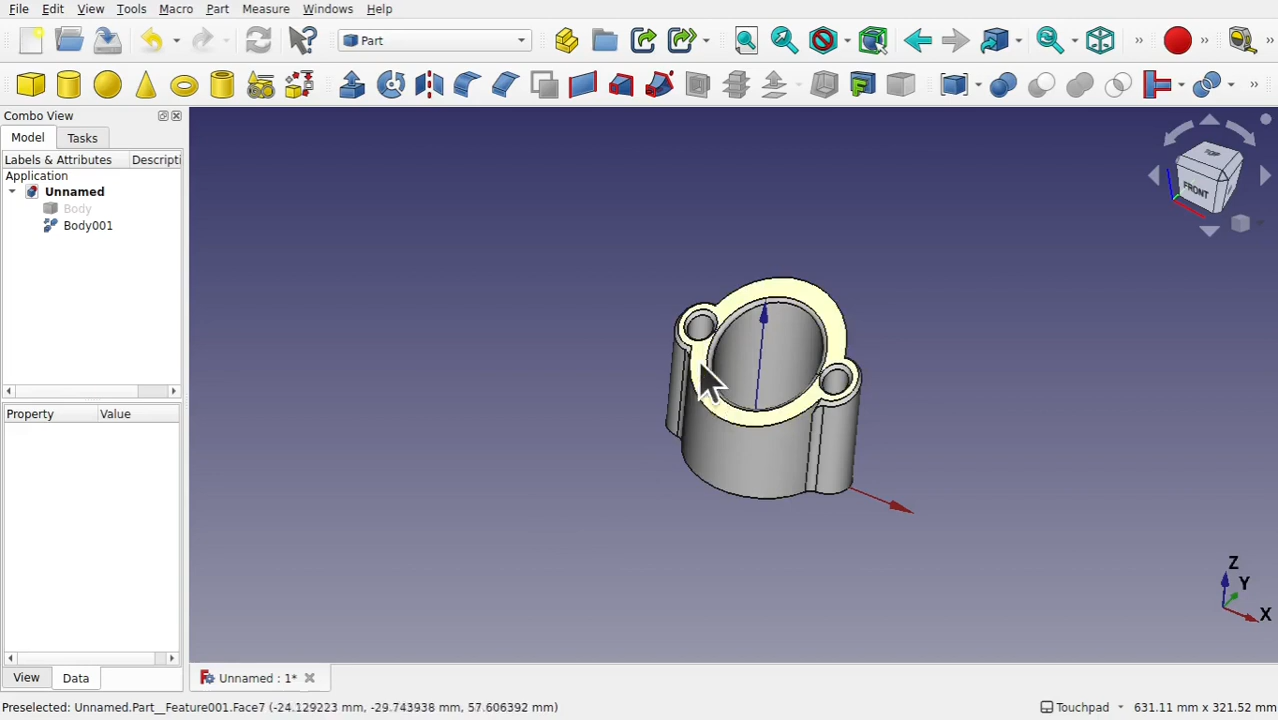 File Edit View Tools Macro Part Measure Windows Help
Part
Combo View
Model Tasks
Labels & Attributes Descripti
Application
Unnamed
Body
Body001
Property Value
View Data
TOP
FRONT
Z
Y
X
Unnamed : 1*
Preselected: Unnamed.Part__Feature001.Face7 (-24.129223 mm, -29.743938 mm, 57.606392 mm)
Touchpad 631.11 mm x 321.52 mm